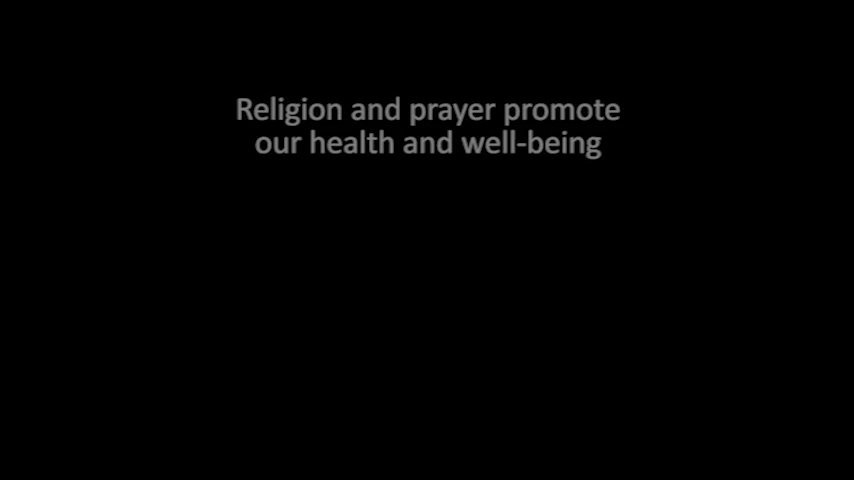 Religion and prayer promote
our health and well-being